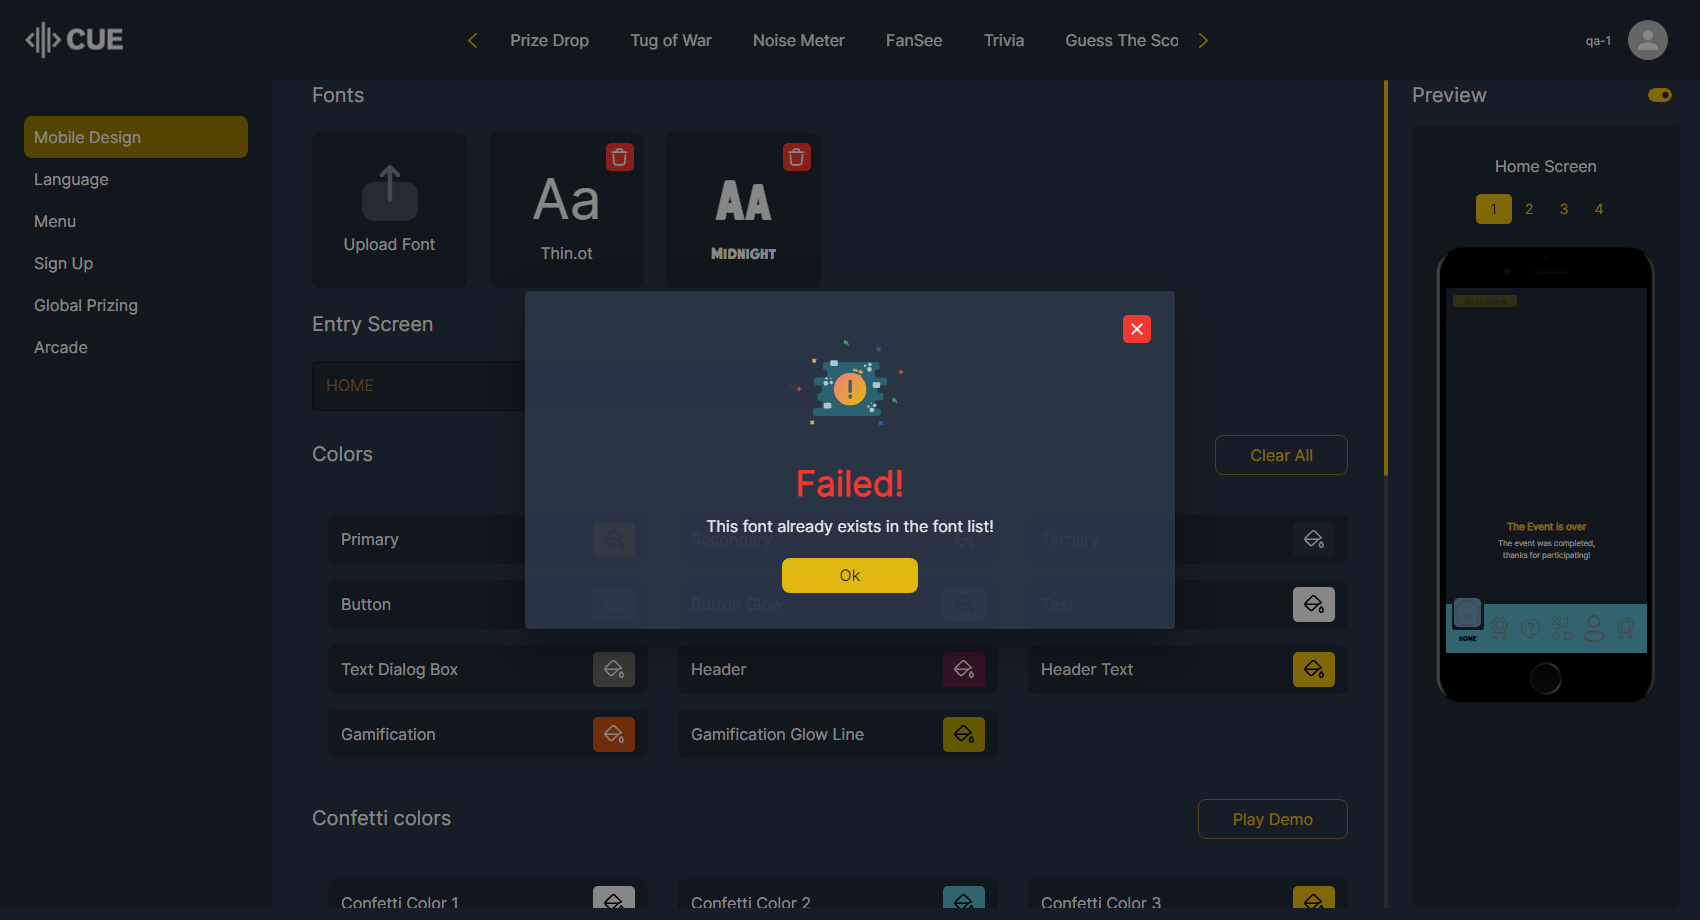 CUE
Prize Drop
Tug of War
Noise Meter
FanSee
Trivia
Guess The Sco
qa-1
Mobile Design
Language
Menu
Sign Up
Global Prizing
Arcade
Fonts
Upload Font
Aa
Thin.ot
AA
MIDNIGHT
Entry Screen
HOME
Failed!
This font already exists in the font list!
Ok
Colors
Clear All
Primary
Secondary
Tertiary
Button
Button Glow
Text
Text Dialog Box
Header
Header Text
Gamification
Gamification Glow Line
Confetti colors
Play Demo
Confetti Color 1
Confetti Color 2
Confetti Color 3
Preview
Home Screen
1 2 3 4
Go to game
The Event is over
The event was completed,
thanks for participating!
HOME